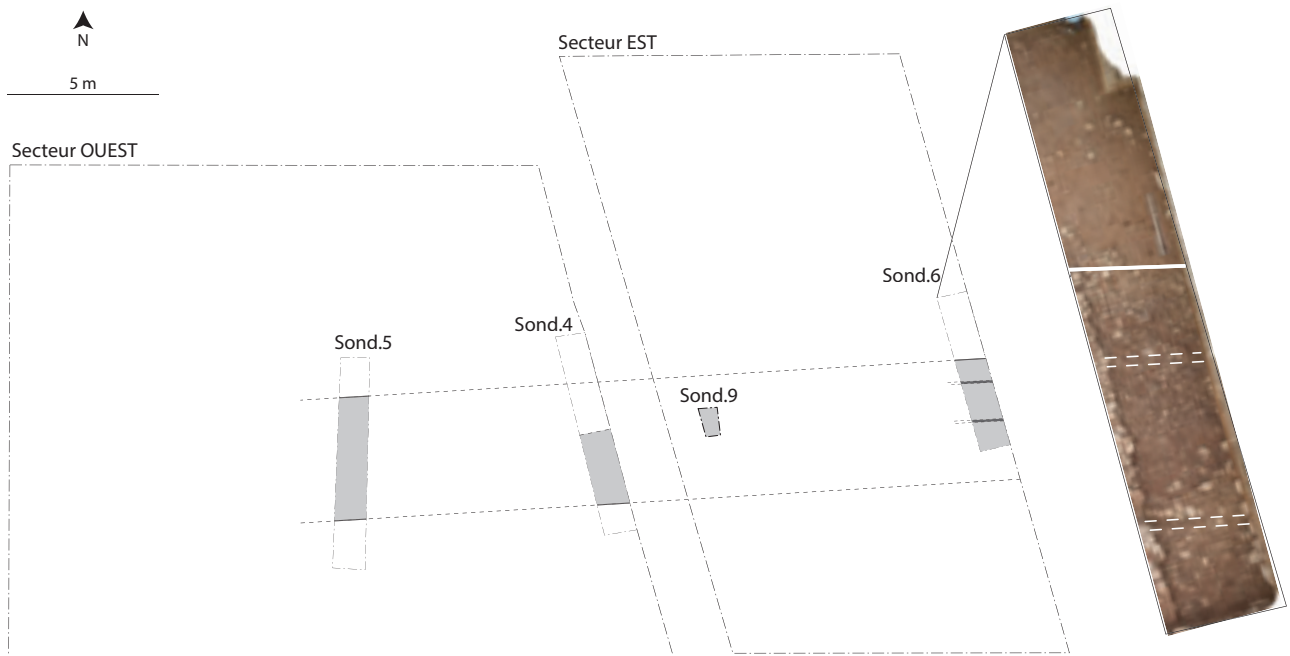 N
5 m
Secteur EST
Secteur OUEST
Sond.6
Sond.4
Sond.5
Sond.9